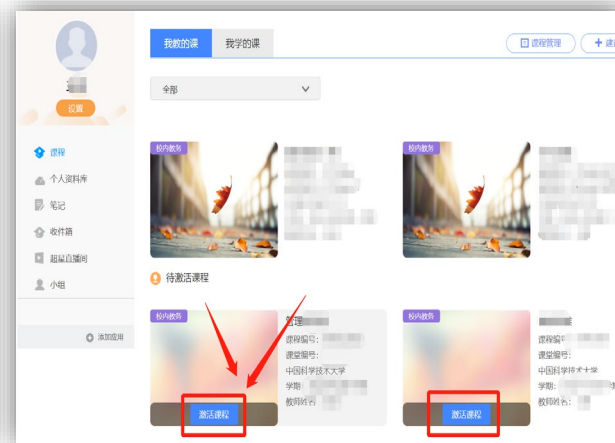 我教的课
我学的课
课程管理
全部
设置
课程
个人资料库
笔记
收件箱
超星直播间
小组
添加应用
校内教务
校内教务
待激活课程
校内教务
管理
课程编号:
课堂编号:
中国科学技术大学
学期:
教师姓名:
激活课程
校内教务
课程编号
课堂编号:
中国科学技术大学
学期:
教师姓名:
激活课程